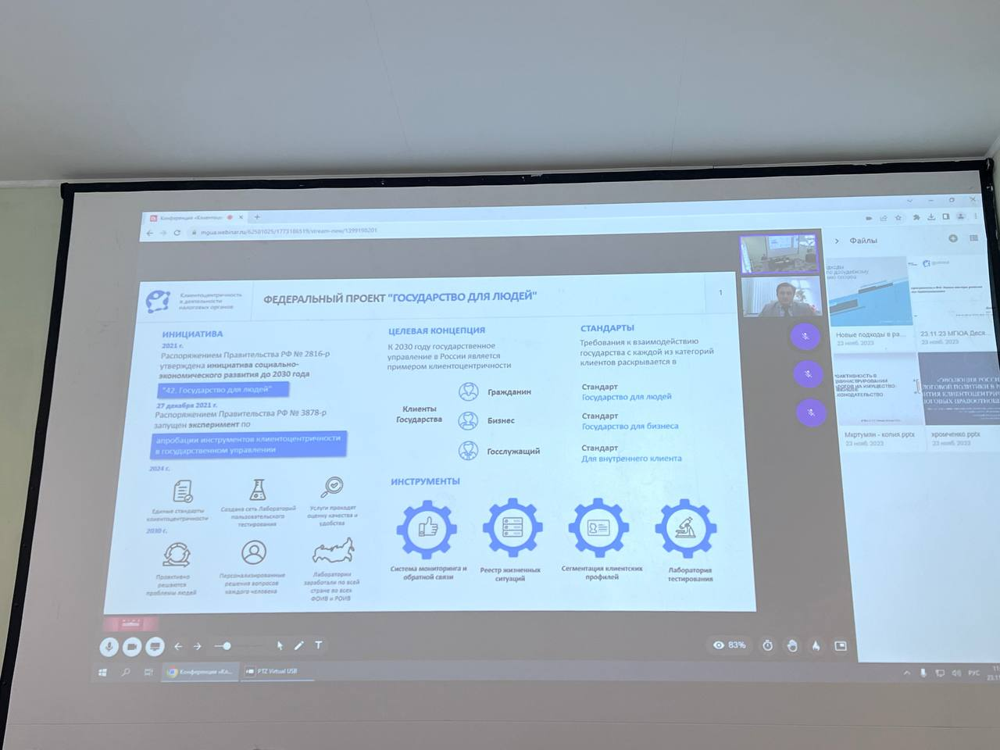 Конференция «Клиентоц
mgua.webinar.ru/62501025/1773186519/stream-new/1399190201
Файлы
Клиентоцентричность
в деятельности
налоговых органов
ФЕДЕРАЛЬНЫЙ ПРОЕКТ "ГОСУДАРСТВО ДЛЯ ЛЮДЕЙ"
1
ИНИЦИАТИВА
2021 г.
Распоряжением Правительства РФ № 2816-р
утверждена инициатива социально-
экономического развития до 2030 года
"42. Государство для людей"
27 декабря 2021 г.
Распоряжением Правительства РФ № 3878-р
запущен эксперимент по
апробации инструментов клиентоцентричности
в государственном управлении
2024 г.
Единые стандарты
клиентоцентричности
Создана сеть Лабораторий
пользовательского
тестирования
Услуги проходят
оценку качества и
удобства
2030 г.
Проактивно
решаются
проблемы людей
Персонализированные
решения вопросов
каждого человека
Лаборатории
заработали по всей
стране во всех
ФОИВ и РОИВ
ЦЕЛЕВАЯ КОНЦЕПЦИЯ
К 2030 году государственное
управление в России является
примером клиентоцентричности
Клиенты
Государства
Гражданин
Бизнес
Госслужащий
СТАНДАРТЫ
Требования к взаимодействию
государства с каждой из категорий
клиентов раскрывается в
Стандарт
Государство для людей
Стандарт
Государство для бизнеса
Стандарт
Для внутреннего клиента
ИНСТРУМЕНТЫ
Система мониторинга и
обратной связи
Реестр жизненных
ситуаций
Сегментация клиентских
профилей
Лаборатория
тестирования
Новые подходы в ра...
23 нояб. 2023
23 11 23 МПОА Деся...
23 нояб. 2023
Мкртумян - копия.pptx
23 нояб. 2023
хромченко.pptx
23 нояб. 2023
T
83%
Конференция «Кл...
PTZ Virtual USB
РУС